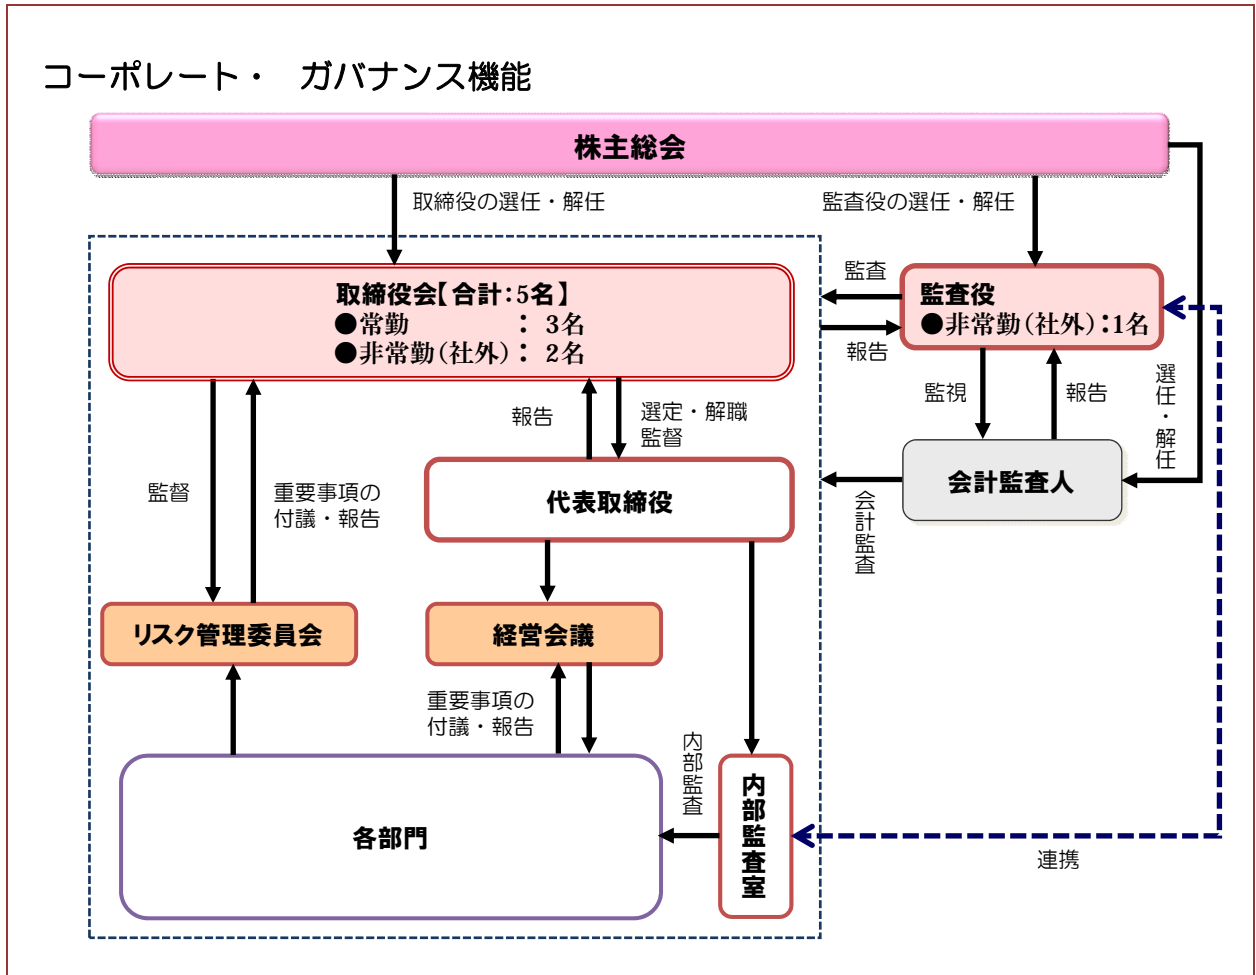 コーポレート・　ガバナンス機能
株主総会
取締役の選任・解任
監査役の選任・解任
取締役会【合計：5名】
●常勤　　　　：3名
●非常勤（社外）：2名
監査
報告
監査役
●非常勤（社外）：1名
監視
報告
選任・解任
報告
選定・解職
監督
会計監査人
会計監査
代表取締役
監督
重要事項の
付議・報告
リスク管理委員会
経営会議
重要事項の
付議・報告
内部監査
各部門
内部監査室
連携